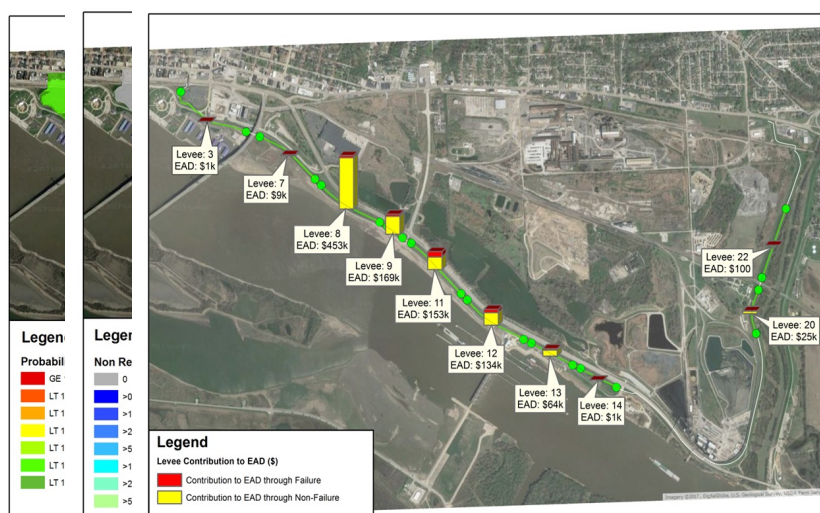 Levee: 3
EAD: $1k
Levee: 7
EAD: $9k
Levee: 8
EAD: $453k
Levee: 9
EAD: $169k
Levee: 11
EAD: $153k
Levee: 12
EAD: $134k
Levee: 13
EAD: $64k
Levee: 14
EAD: $1k
Levee: 22
EAD: $100
Levee: 20
EAD: $25k
Legen
Probabil
GE
LT 1
LT 1
LT 1
LT 1
LT 1
LT 1
Leger
Non Re
0
>0
>1
>2
>5
>1
>2
>5
Legend
Levee Contribution to EAD ($)
Contribution to EAD through Failure
Contribution to EAD through Non-Failure